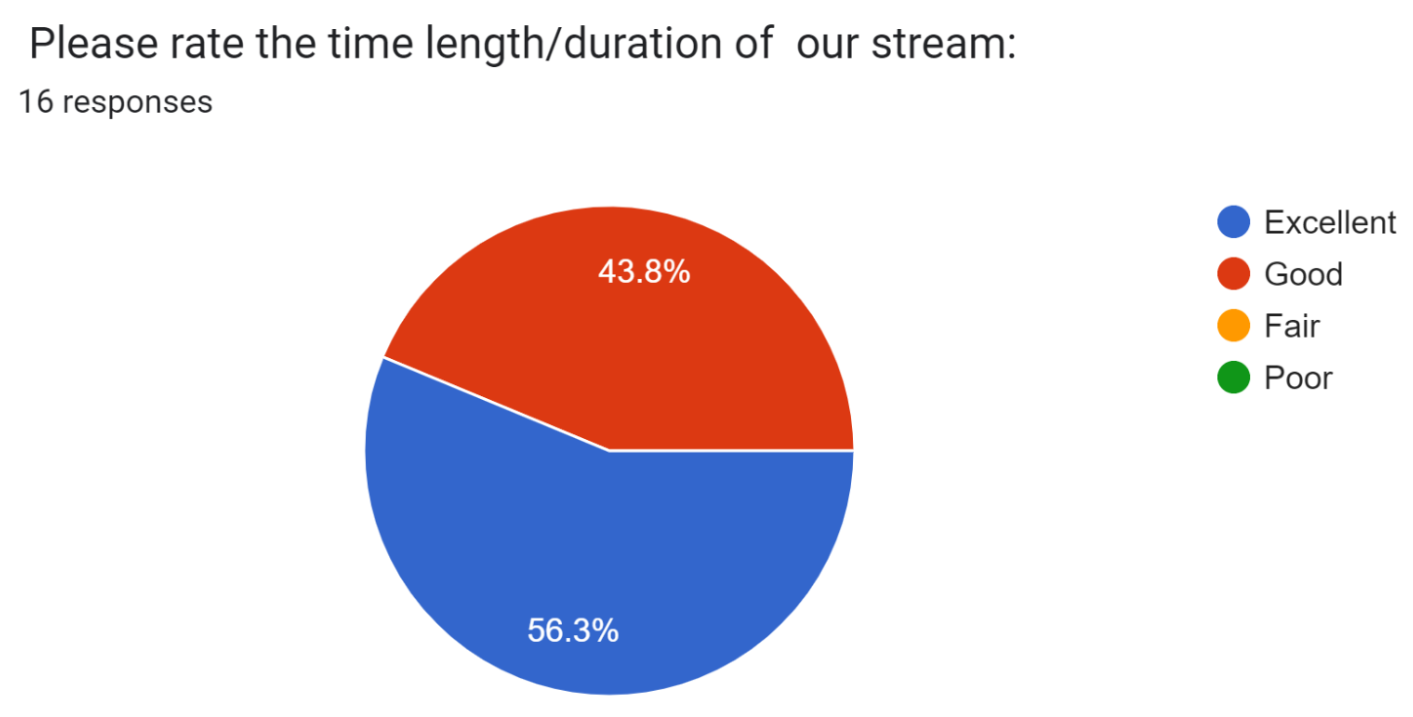 Please rate the time length/duration of  our stream:
16 responses
43.8%
56.3%
Excellent
Good
Fair
Poor